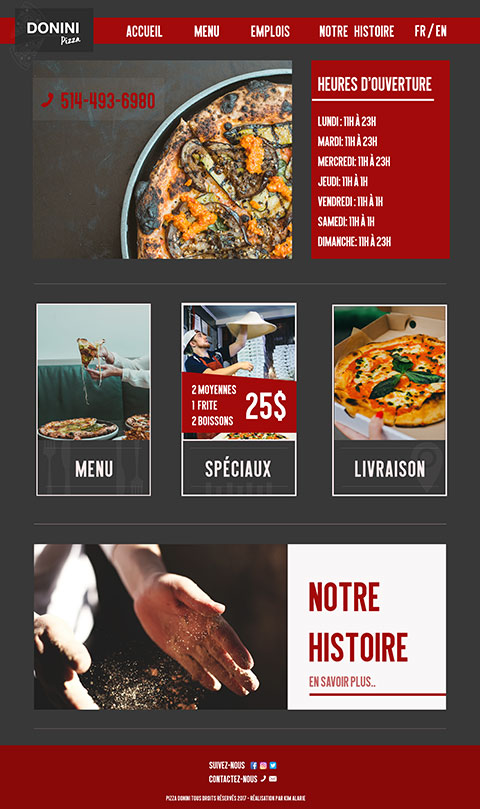 DONINI
Pizza
ACCUEIL MENU EMPLOIS NOTRE HISTOIRE FR / EN
514-493-6980
HEURES D'OUVERTURE
LUNDI : 11H À 23H
MARDI: 11H À 23H
MERCREDI: 11H À 23H
JEUDI: 11H À 1H
VENDREDI : 11H À 1H
SAMEDI: 11H À 1H
DIMANCHE: 11H À 23H
2 MOYENNES
1 FRITE
2 BOISSONS
25$
MENU
SPÉCIAUX
LIVRAISON
NOTRE
HISTOIRE
EN SAVOIR PLUS..
SUIVEZ-NOUS
CONTACTEZ-NOUS
PIZZA DONINI TOUS DROITS RÉSERVÉS 2017 - RÉALISATION PAR KIM ALARIE